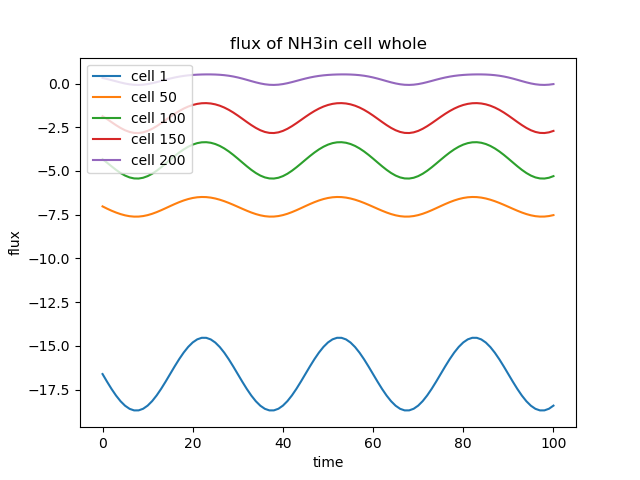 flux of NH3in cell whole
cell 1
cell 50
cell 100
cell 150
cell 200
0.0
−2.5
−5.0
−7.5
−10.0
−12.5
−15.0
−17.5
flux
0 20 40 60 80 100
time